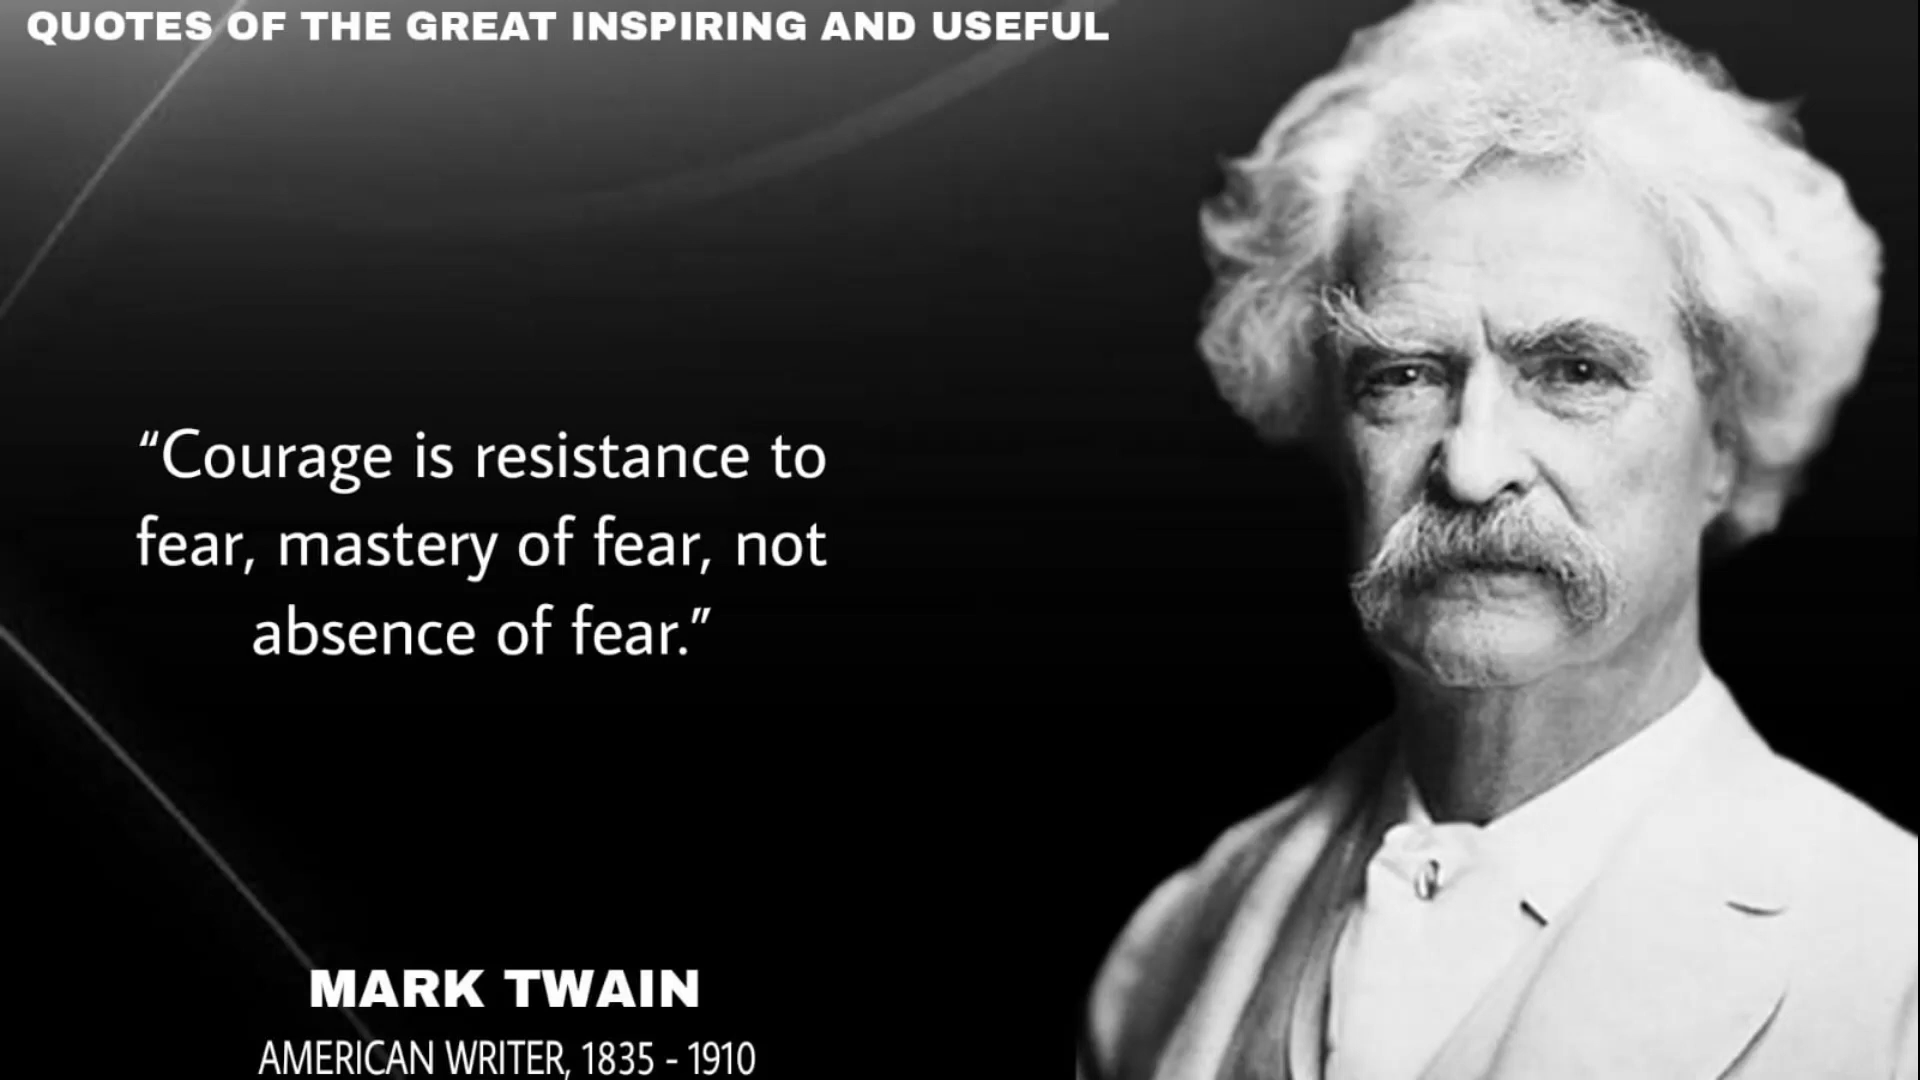 QUOTES OF THE GREAT INSPIRING AND USEFUL
“Courage is resistance to
fear, mastery of fear, not
absence of fear.”
MARK TWAIN
AMERICAN WRITER, 1835 - 1910